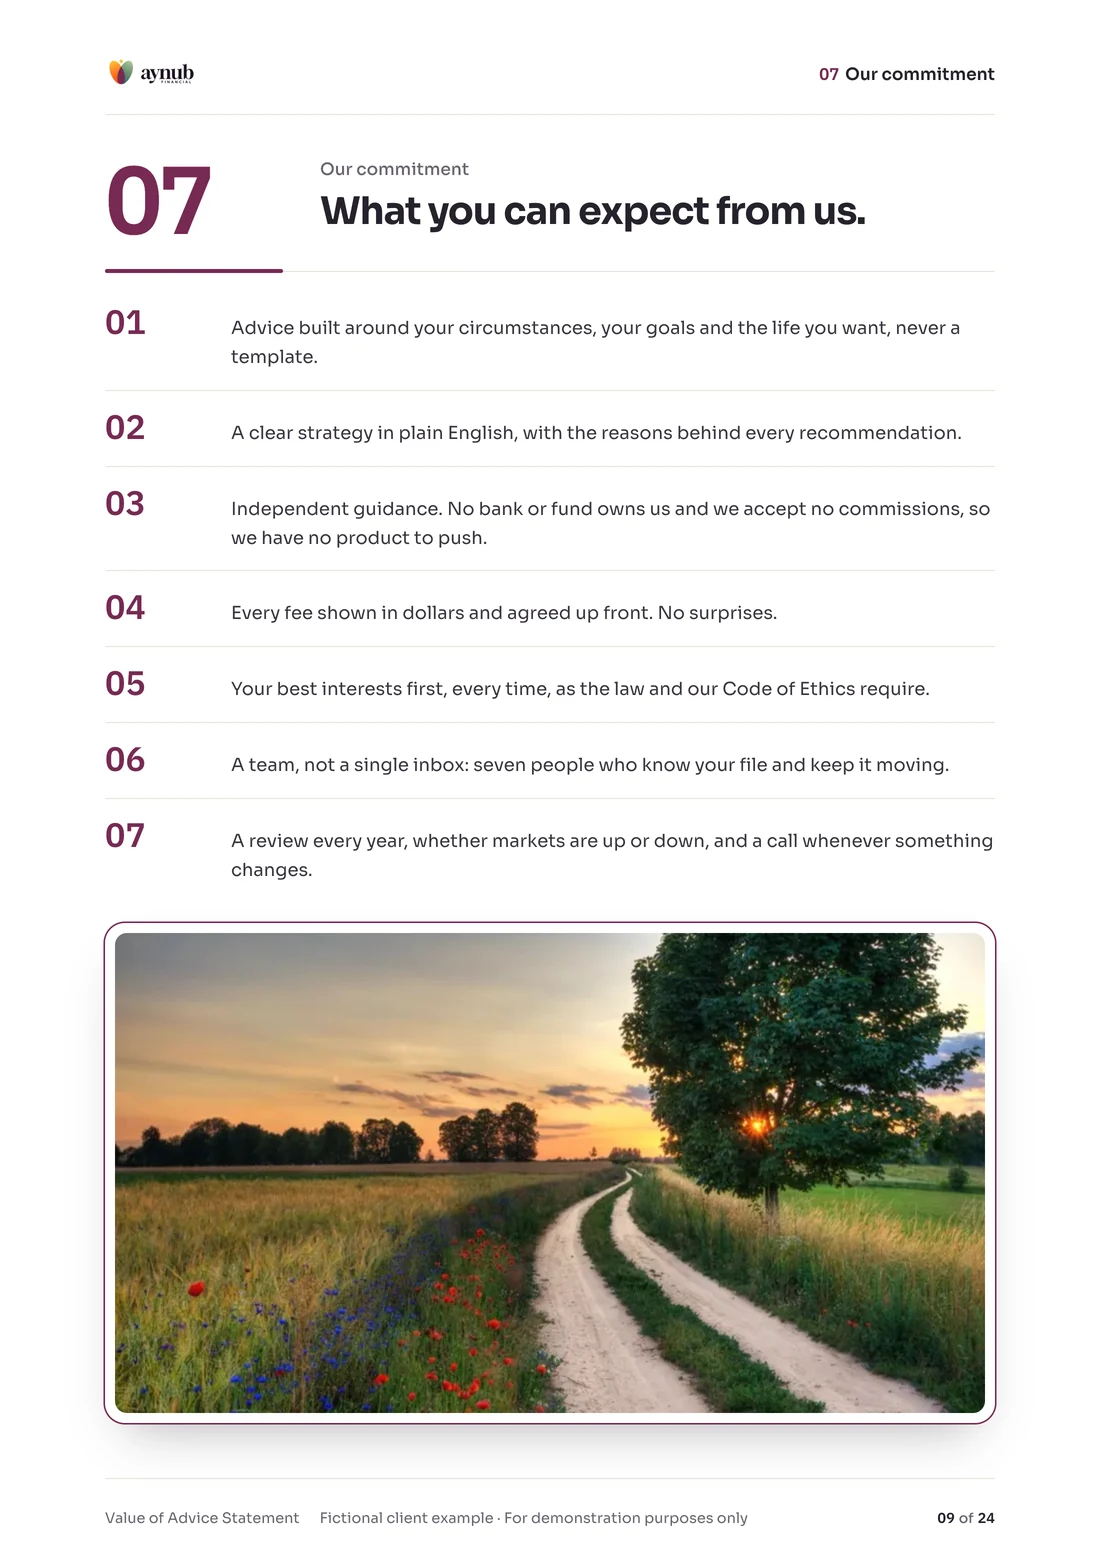 aynub
FINANCIAL
07 Our commitment
07
Our commitment
What you can expect from us.
01
Advice built around your circumstances, your goals and the life you want, never a
template.
02
A clear strategy in plain English, with the reasons behind every recommendation.
03
Independent guidance. No bank or fund owns us and we accept no commissions, so
we have no product to push.
04
Every fee shown in dollars and agreed up front. No surprises.
05
Your best interests first, every time, as the law and our Code of Ethics require.
06
A team, not a single inbox: seven people who know your file and keep it moving.
07
A review every year, whether markets are up or down, and a call whenever something
changes.
Value of Advice Statement Fictional client example · For demonstration purposes only 09 of 24